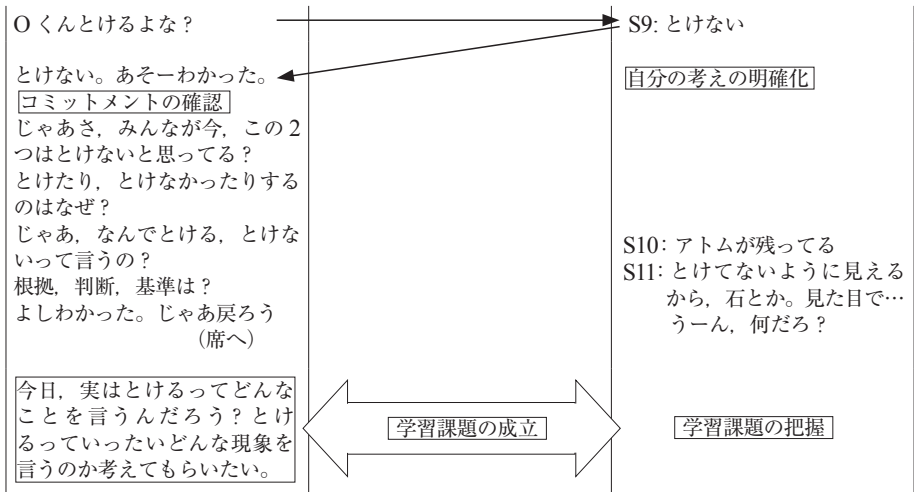 O くんとけるよな？
とけない。あそーわかった。
コミットメントの確認
じゃあさ，みんなが今，この2
つはとけないと思ってる？
とけたり，とけなかったりする
のはなぜ？
じゃあ，なんでとける，とけな
いって言うの？
根拠，判断，基準は？
よしわかった。じゃあ戻ろう
（席へ）
今日，実はとけるってどんな
ことを言うんだろう？とけ
るっていったいどんな現象を
言うのか考えてもらいたい。
学習課題の成立
S9: とけない
自分の考えの明確化
S10: アトムが残ってる
S11: とけてないように見える
から，石とか。見た目で…
うーん，何だろ？
学習課題の把握